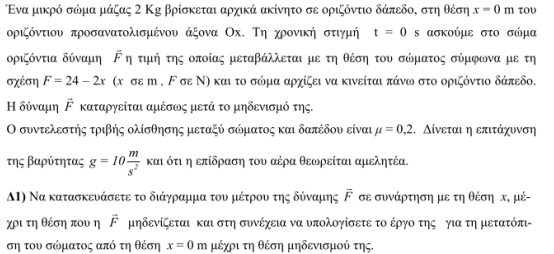 Ένα μικρό σώμα μάζας 2 Kg βρίσκεται αρχικά ακίνητο σε οριζόντιο δάπεδο, στη θέση x = 0 m του
οριζόντιου προσανατολισμένου άξονα Ox. Τη χρονική στιγμή t = 0 s ασκούμε στο σώμα
οριζόντια δύναμη F⃗ η τιμή της οποίας μεταβάλλεται με τη θέση του σώματος σύμφωνα με τη
σχέση F = 24 – 2x (x σε m , F σε N) και το σώμα αρχίζει να κινείται πάνω στο οριζόντιο δάπεδο.
Η δύναμη F⃗ καταργείται αμέσως μετά το μηδενισμό της.
Ο συντελεστής τριβής ολίσθησης μεταξύ σώματος και δαπέδου είναι μ = 0,2. Δίνεται η επιτάχυνση
της βαρύτητας g = 10 m/s² και ότι η επίδραση του αέρα θεωρείται αμελητέα.
Δ1) Να κατασκευάσετε το διάγραμμα του μέτρου της δύναμης F⃗ σε συνάρτηση με τη θέση x, μέ-
χρι τη θέση που η F⃗ μηδενίζεται και στη συνέχεια να υπολογίσετε το έργο της για τη μετατόπι-
ση του σώματος από τη θέση x = 0 m μέχρι τη θέση μηδενισμού της.